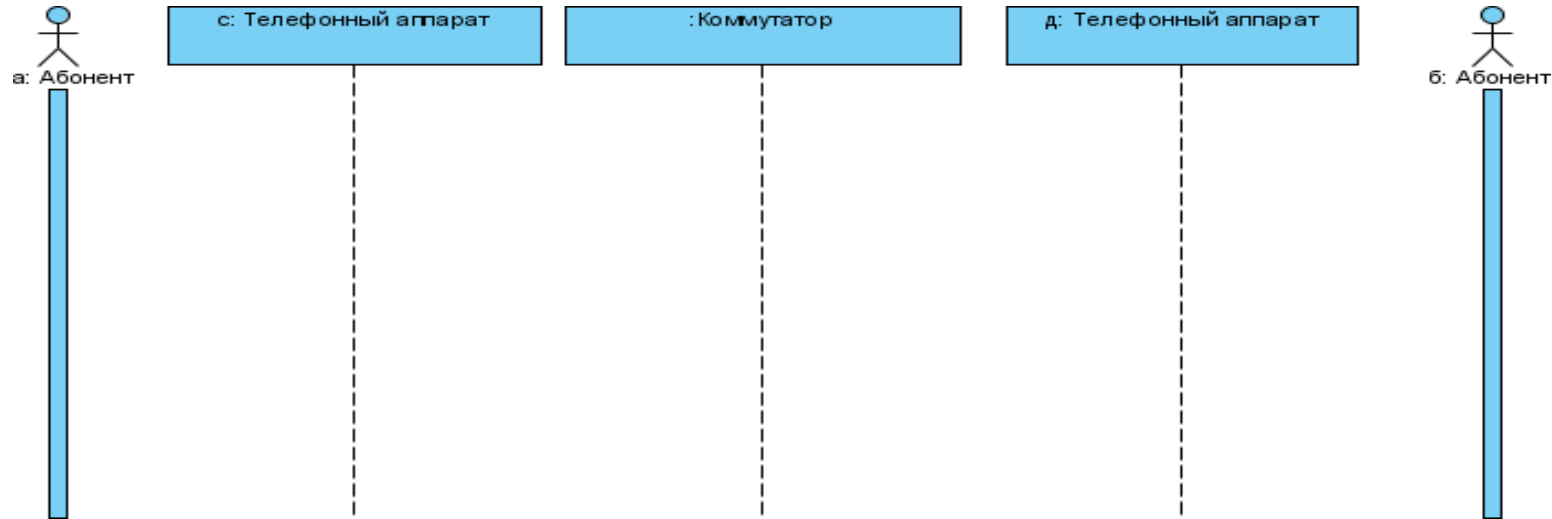 с: Телефонный аппарат
:Коммутатор
д: Телефонный аппарат
а: Абонент
б: Абонент